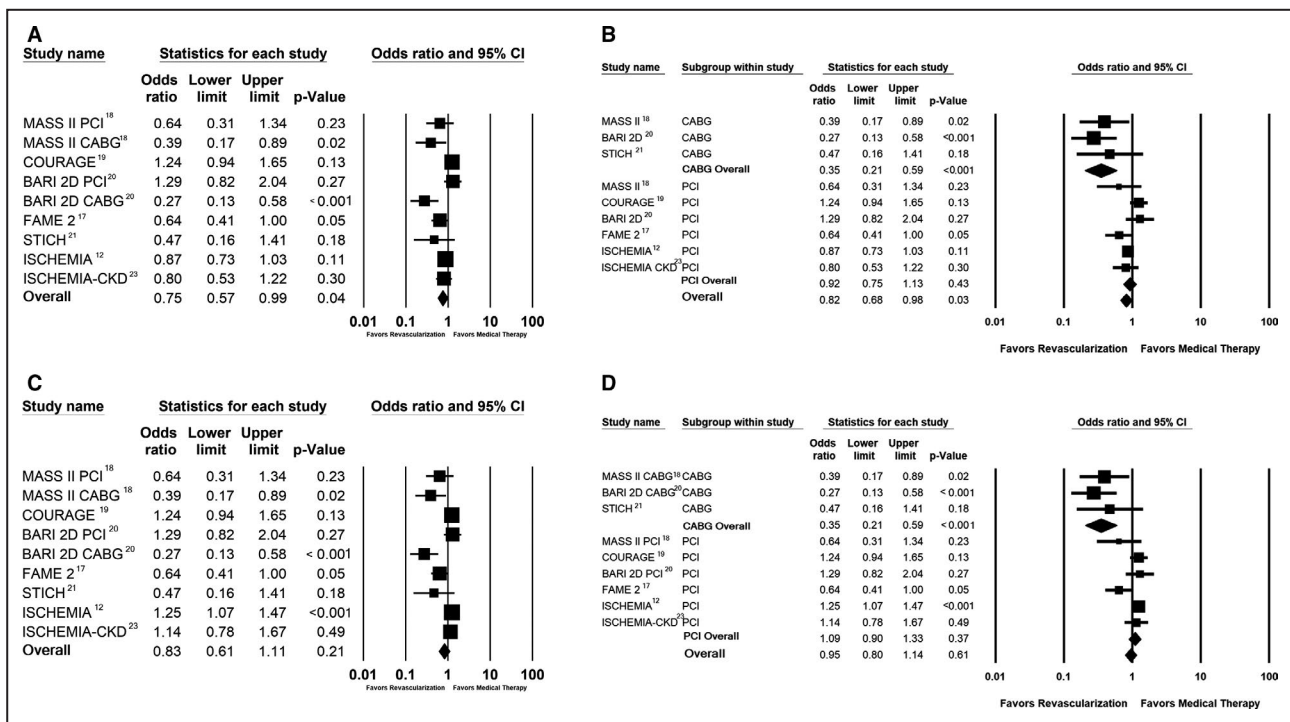 A
Study name Statistics for each study Odds ratio and 95% CI
Odds ratio Lower limit Upper limit p-Value
MASS II PCI 18 0.64 0.31 1.34 0.23
MASS II CABG 18 0.39 0.17 0.89 0.02
COURAGE 19 1.24 0.94 1.65 0.13
BARI 2D PCI 20 1.29 0.82 2.04 0.27
BARI 2D CABG 20 0.27 0.13 0.58 <0.001
FAME 2 17 0.64 0.41 1.00 0.05
STICH 21 0.47 0.16 1.41 0.18
ISCHEMIA 12 0.87 0.73 1.03 0.11
ISCHEMIA-CKD 23 0.80 0.53 1.22 0.30
Overall 0.75 0.57 0.99 0.04
0.01 0.1 1 10 100
Favors Revascularization Favors Medical Therapy
B
Study name Subgroup within study Statistics for each study Odds ratio and 95% CI
Odds ratio Lower limit Upper limit p-Value
MASS II 18 CABG 0.39 0.17 0.89 0.02
BARI 2D 20 CABG 0.27 0.13 0.58 <0.001
STICH 21 CABG 0.47 0.16 1.41 0.18
CABG Overall 0.35 0.21 0.59 <0.001
MASS II 18 PCI 0.64 0.31 1.34 0.23
COURAGE 19 PCI 1.24 0.94 1.65 0.13
BARI 2D 20 PCI 1.29 0.82 2.04 0.27
FAME 2 17 PCI 0.64 0.41 1.00 0.05
ISCHEMIA 12 PCI 0.87 0.73 1.03 0.11
ISCHEMIA CKD 23 PCI 0.80 0.53 1.22 0.30
PCI Overall 0.92 0.75 1.13 0.43
Overall 0.82 0.68 0.98 0.03
0.01 0.1 1 10 100
Favors Revascularization Favors Medical Therapy
C
Study name Statistics for each study Odds ratio and 95% CI
Odds ratio Lower limit Upper limit p-Value
MASS II PCI 18 0.64 0.31 1.34 0.23
MASS II CABG 18 0.39 0.17 0.89 0.02
COURAGE 19 1.24 0.94 1.65 0.13
BARI 2D PCI 20 1.29 0.82 2.04 0.27
BARI 2D CABG 20 0.27 0.13 0.58 <0.001
FAME 2 17 0.64 0.41 1.00 0.05
STICH 21 0.47 0.16 1.41 0.18
ISCHEMIA 12 1.25 1.07 1.47 <0.001
ISCHEMIA-CKD 23 1.14 0.78 1.67 0.49
Overall 0.83 0.61 1.11 0.21
0.01 0.1 1 10 100
Favors Revascularization Favors Medical Therapy
D
Study name Subgroup within study Statistics for each study Odds ratio and 95% CI
Odds ratio Lower limit Upper limit p-Value
MASS II CABG 18 CABG 0.39 0.17 0.89 0.02
BARI 2D CABG 20 CABG 0.27 0.13 0.58 <0.001
STICH 21 CABG 0.47 0.16 1.41 0.18
CABG Overall 0.35 0.21 0.59 <0.001
MASS II PCI 18 PCI 0.64 0.31 1.34 0.23
COURAGE 19 PCI 1.24 0.94 1.65 0.13
BARI 2D PCI 20 PCI 1.29 0.82 2.04 0.27
FAME 2 17 PCI 0.64 0.41 1.00 0.05
ISCHEMIA 12 PCI 1.25 1.07 1.47 <0.001
ISCHEMIA-CKD 23 PCI 1.14 0.78 1.67 0.49
PCI Overall 1.09 0.90 1.33 0.37
Overall 0.95 0.80 1.14 0.61
0.01 0.1 1 10 100
Favors Revascularization Favors Medical Therapy